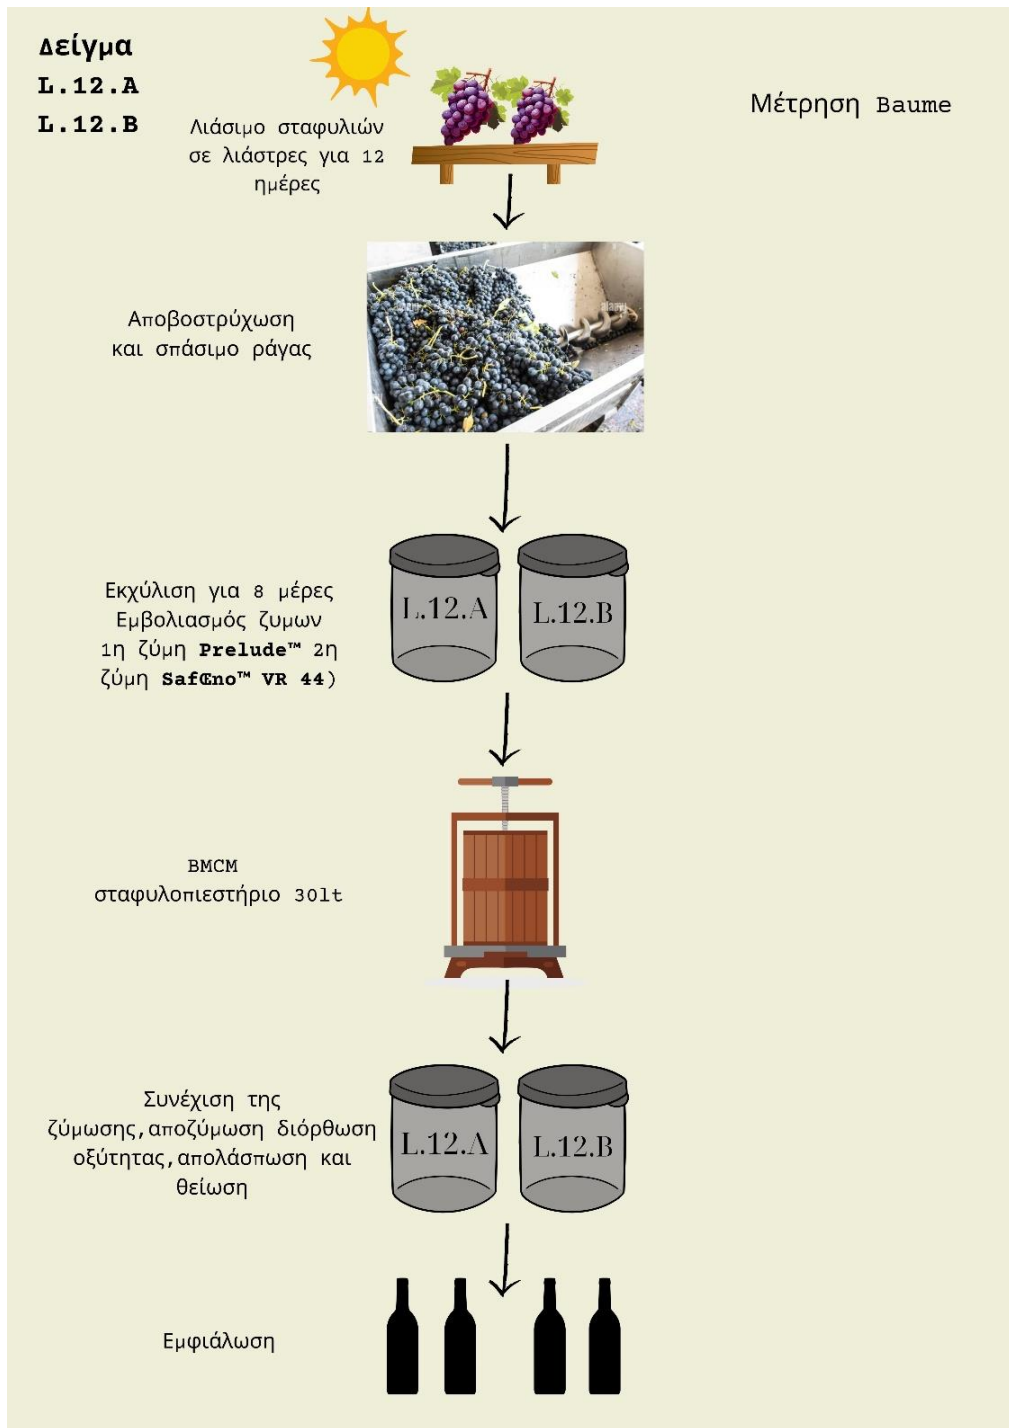 Δείγμα
L.12.A
L.12.B
Μέτρηση Baume
Λιάσιμο σταφυλιών
σε λιάστρες για 12
ημέρες
Αποβοστρύχωση
και σπάσιμο ράγας
alamy
Εκχύλιση για 8 μέρες
Εμβολιασμός ζυμων
1η ζύμη Prelude™ 2η
ζύμη SafŒno™ VR 44)
L.12.A
L.12.B
BMCM
σταφυλοπιεστήριο 30lt
Συνέχιση της
ζύμωσης,αποζύμωση διόρθωση
οξύτητας,απολάσπωση και
θείωση
L.12.A
L.12.B
Εμφιάλωση